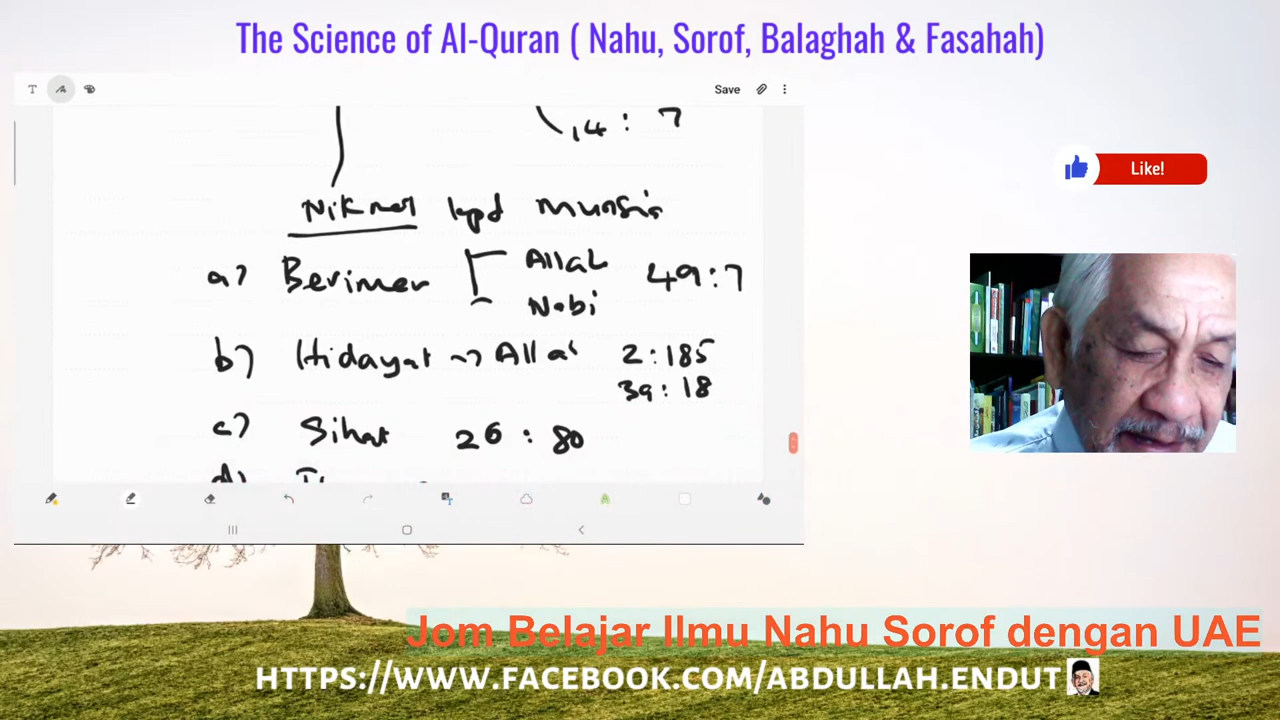 The Science of Al-Quran ( Nahu, Sorof, Balaghah & Fasahah)
T
Save
14 : 7
Nikmat kpd manusia
a) Beriman Allah 49:7
Nabi
b) Hidayat → Allah 2:185
39:18
c) Sihat 26 : 80
d)
Like!
Jom Belajar Ilmu Nahu Sorof dengan UAE
HTTPS://WWW.FACEBOOK.COM/ABDULLAH.ENDUT